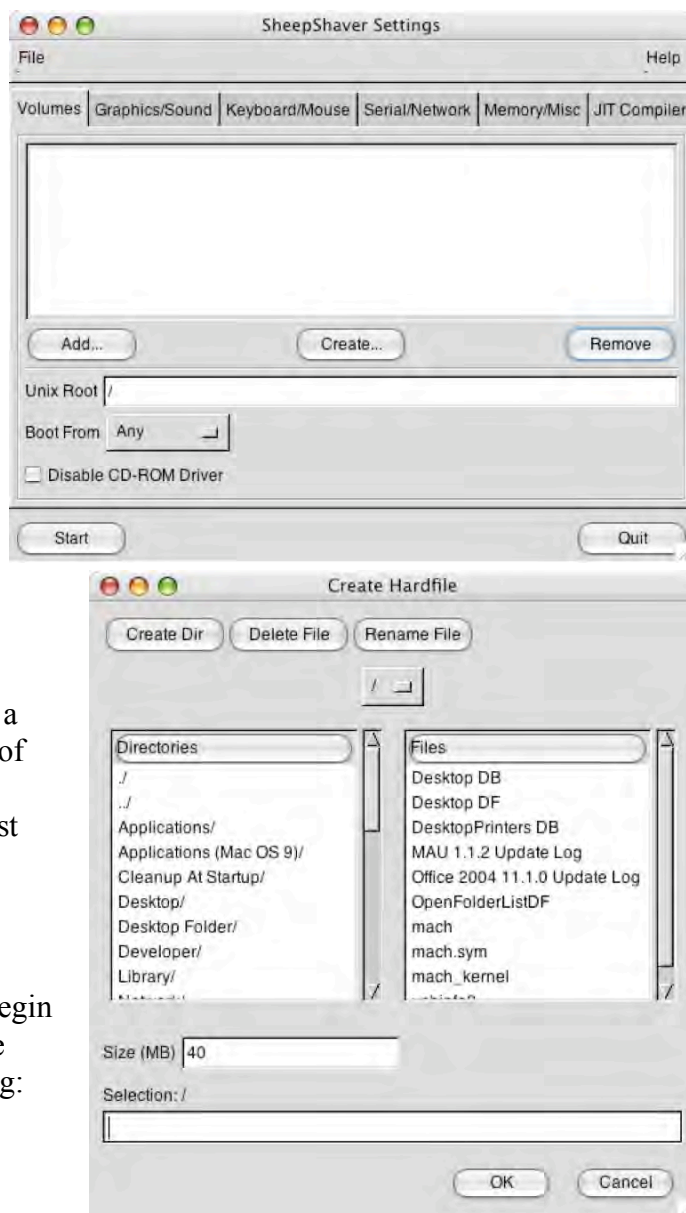 SheepShaver Settings
File Help
Volumes Graphics/Sound Keyboard/Mouse Serial/Network Memory/Misc JIT Compiler
Add... Create... Remove
Unix Root /
Boot From Any
Disable CD-ROM Driver
Start Quit
Create Hardfile
Create Dir Delete File Rename File
/
a
of
st
egin
e
g:
Directories
./
../
Applications/
Applications (Mac OS 9)/
Cleanup At Startup/
Desktop/
Desktop Folder/
Developer/
Library/
Files
Desktop DB
Desktop DF
DesktopPrinters DB
MAU 1.1.2 Update Log
Office 2004 11.1.0 Update Log
OpenFolderListDF
mach
mach.sym
mach_kernel
Size (MB) 40
Selection: /
OK Cancel